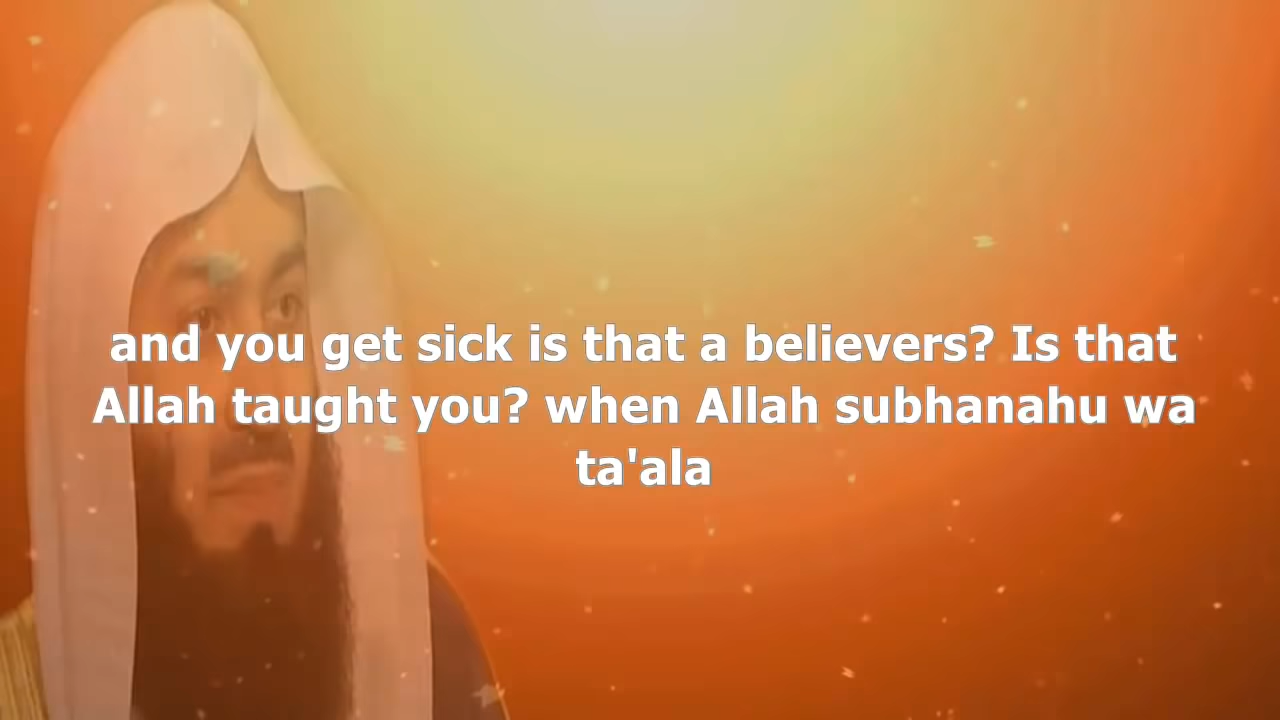 and you get sick is that a believers? Is that
Allah taught you? when Allah subhanahu wa
ta'ala